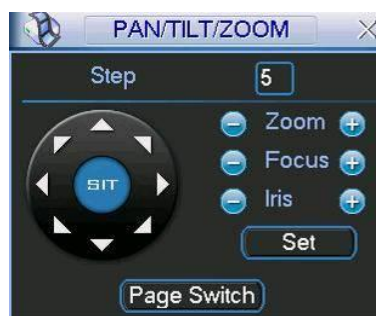 PAN/TILT/ZOOM
Step 5
SIT
Zoom
Focus
Iris
Set
Page Switch